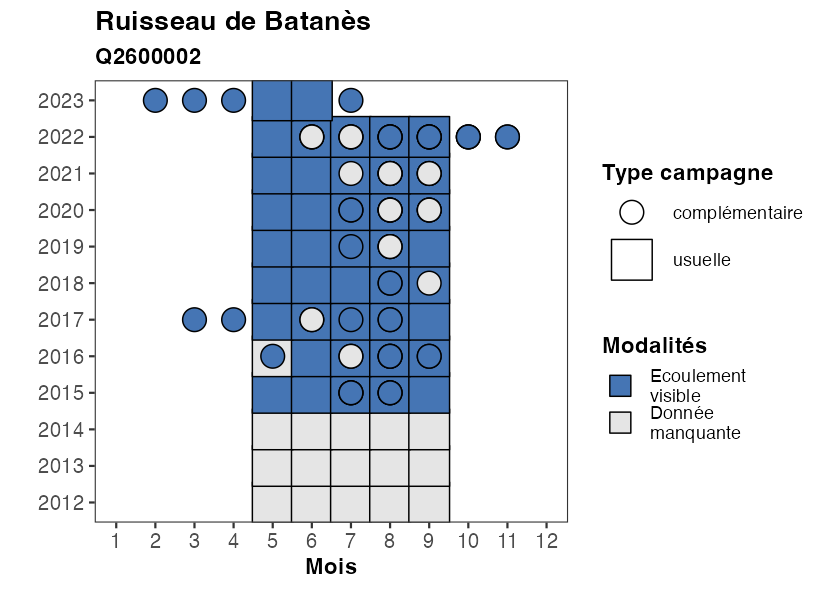 Ruisseau de Batanès
Q2600002
2023
2022
2021
2020
2019
2018
2017
2016
2015
2014
2013
2012
1 2 3 4 5 6 7 8 9 10 11 12
Mois
Type campagne
complémentaire
usuelle
Modalités
Ecoulement
visible
Donnée
manquante